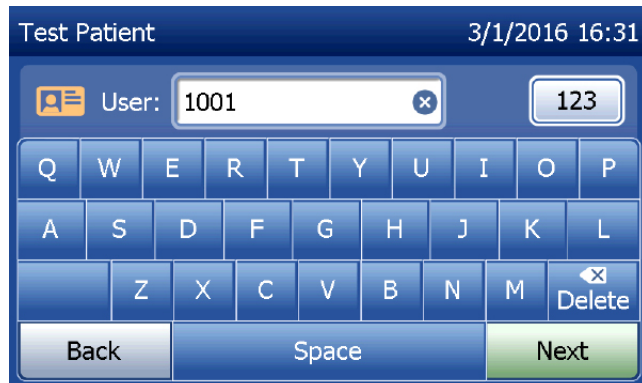 Test Patient 3/1/2016 16:31
User: 1001 123
Q W E R T Y U I O P
A S D F G H J K L
Z X C V B N M Delete
Back Space Next